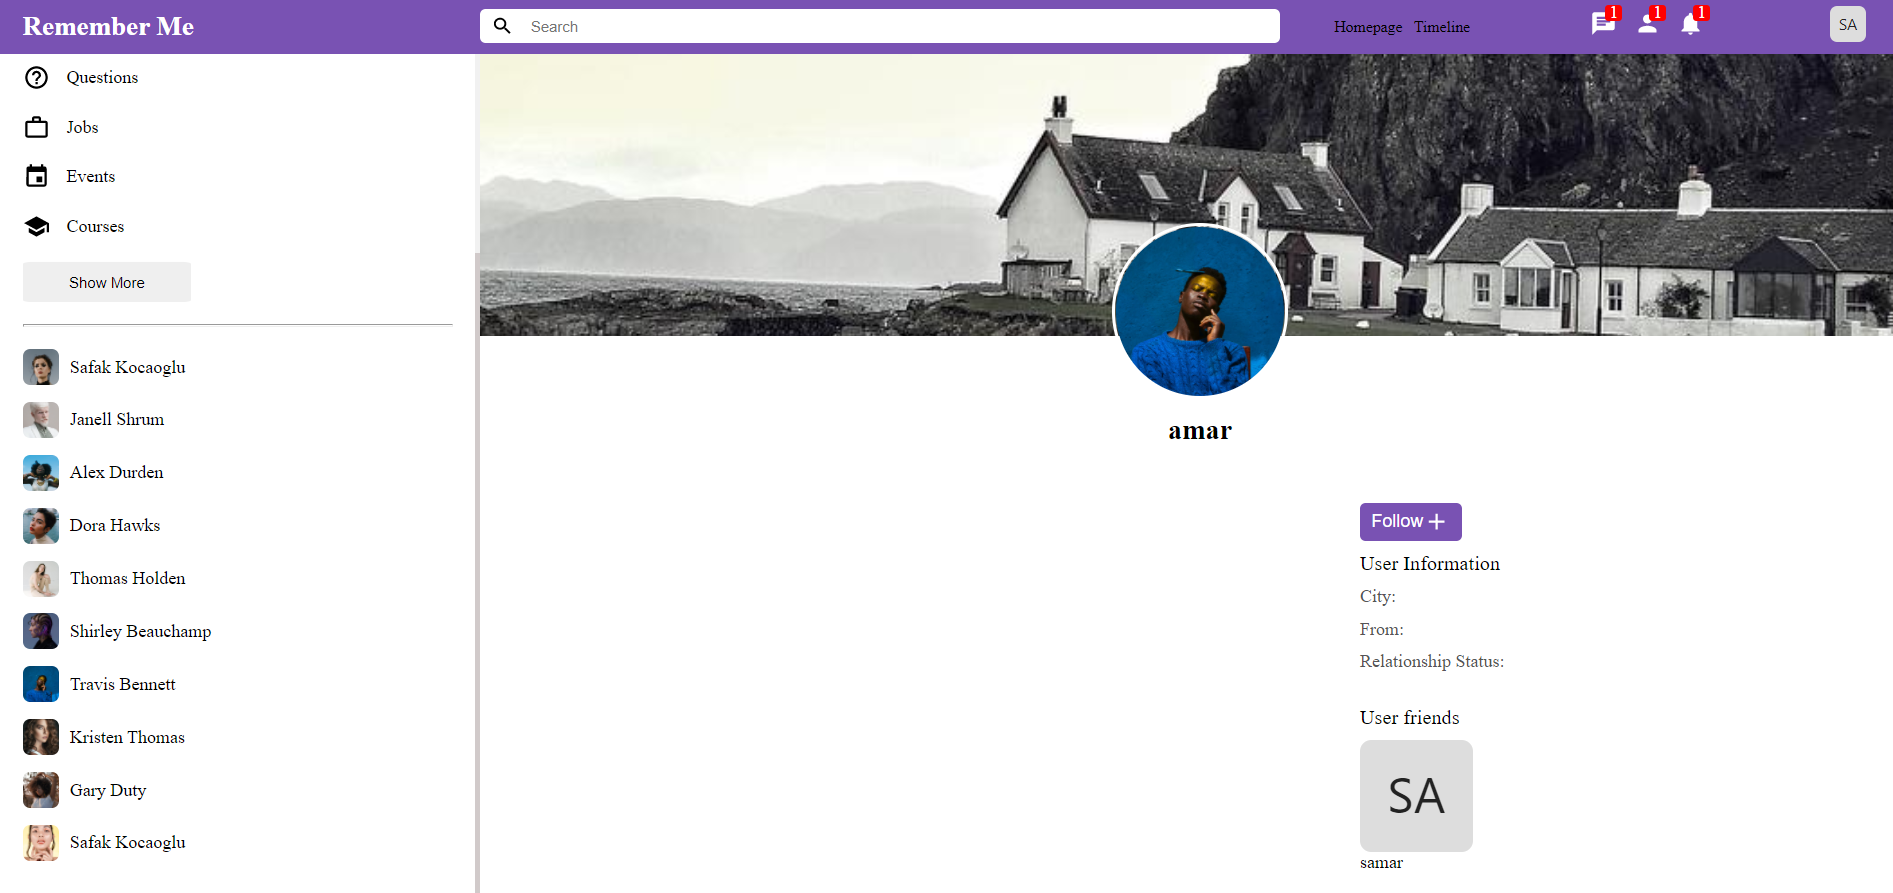 Remember Me
Search
Homepage Timeline
1
1
1
SA
Questions
Jobs
Events
Courses
Show More
Safak Kocaoglu
Janell Shrum
Alex Durden
Dora Hawks
Thomas Holden
Shirley Beauchamp
Travis Bennett
Kristen Thomas
Gary Duty
Safak Kocaoglu
amar
Follow
User Information
City:
From:
Relationship Status:
User friends
SA
samar